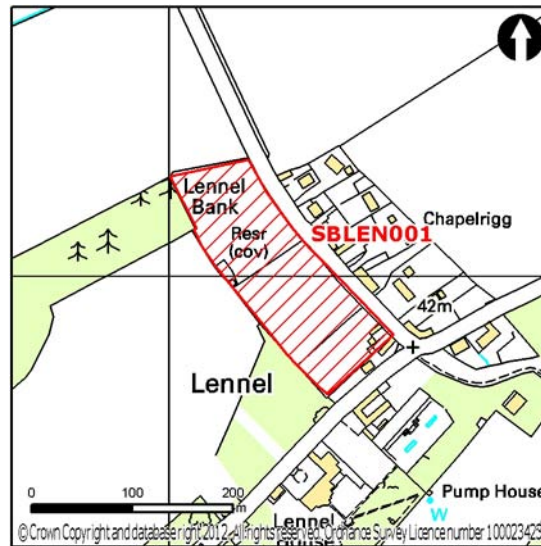 Lennel
Bank
Resr
(cov)
SBLEN001
Chapelrigg
42m
Lennel
0 100 200
m
Pump House
W
Lennel
House
© Crown Copyright and database right 2012. All rights reserved. Ordnance Survey Licence number 100023423